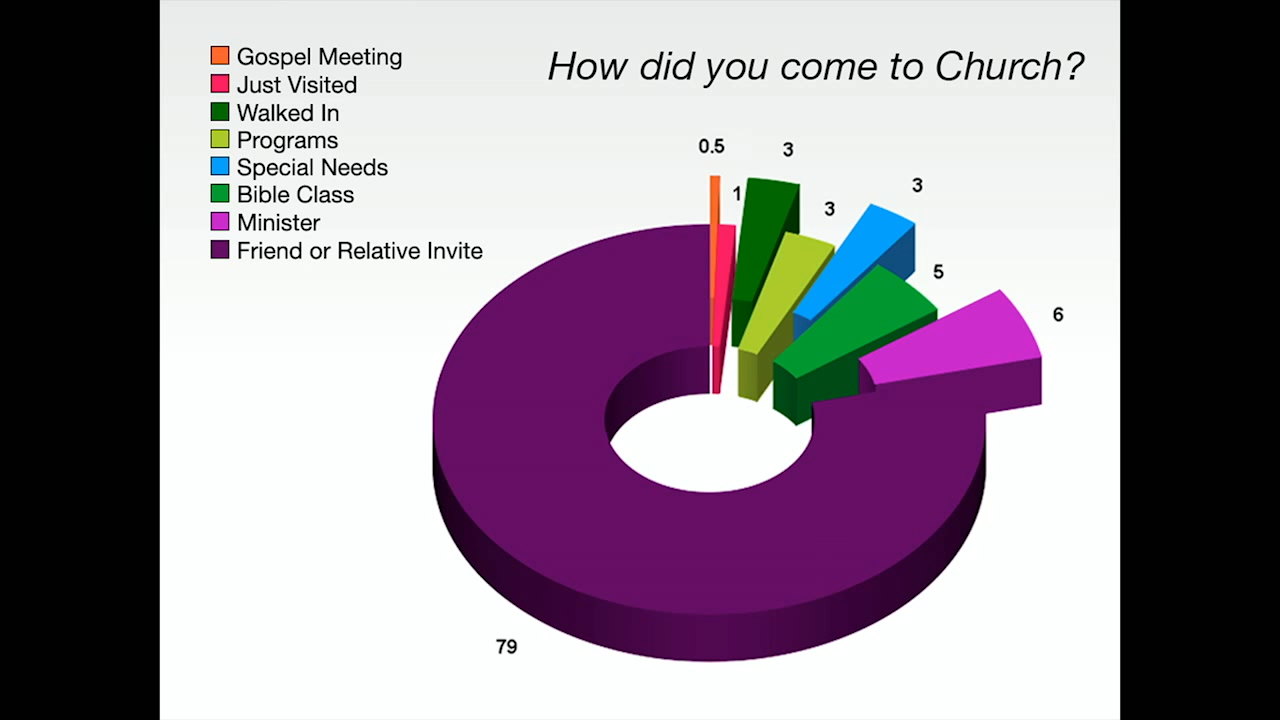 How did you come to Church?
Gospel Meeting
Just Visited
Walked In
Programs
Special Needs
Bible Class
Minister
Friend or Relative Invite
0.5
1
3
3
3
5
6
79